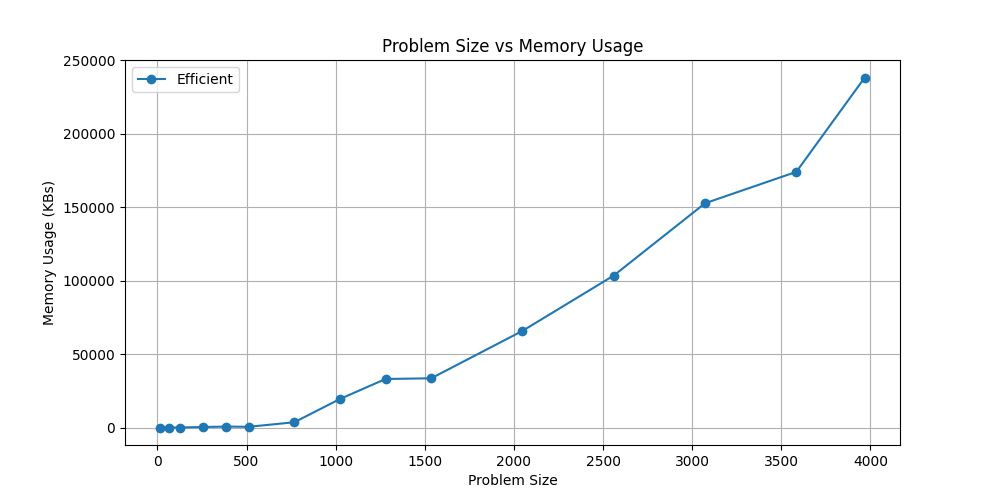 Problem Size vs Memory Usage
Efficient
Memory Usage (KBs)
250000
200000
150000
100000
50000
0
0 500 1000 1500 2000 2500 3000 3500 4000
Problem Size